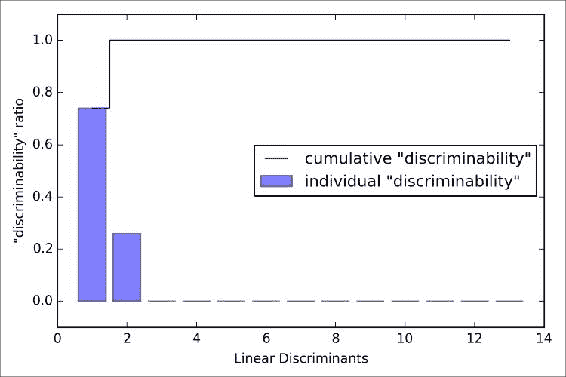 1.0
0.8
0.6
0.4
0.2
0.0
"discriminability" ratio
cumulative "discriminability"
individual "discriminability"
0 2 4 6 8 10 12 14
Linear Discriminants